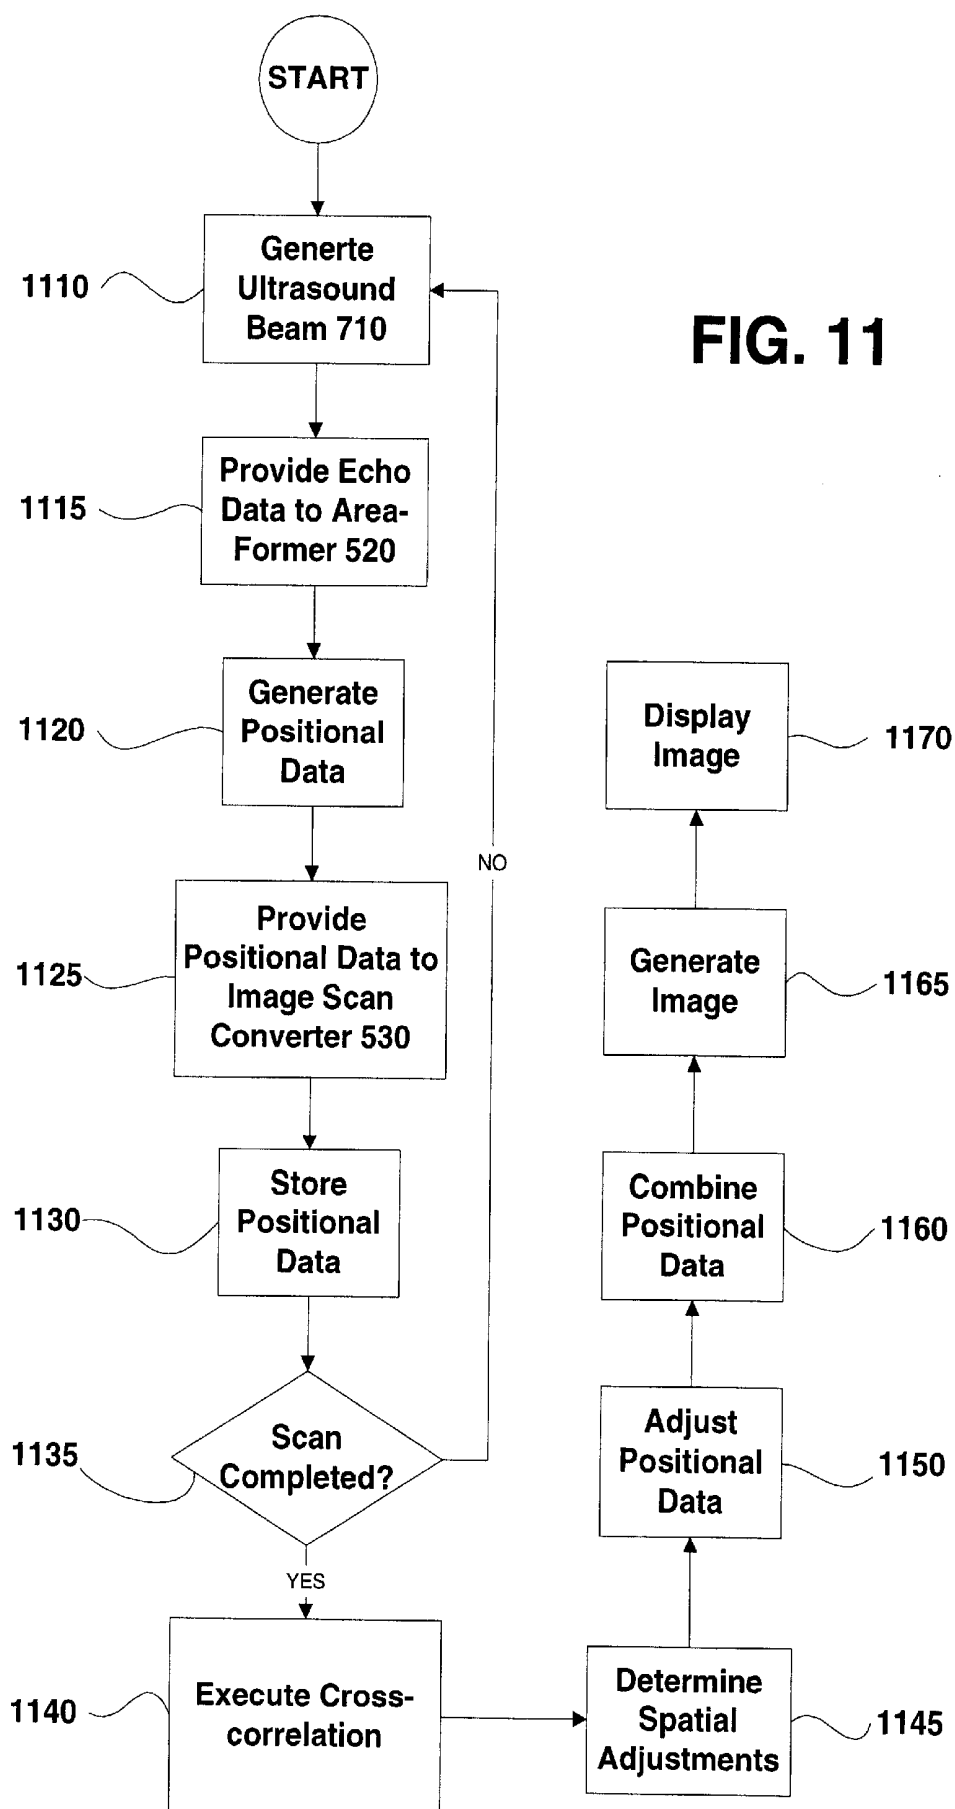 START
Generte
Ultrasound
Beam 710
1110
FIG. 11
Provide Echo
Data to Area-
Former 520
1115
Generate
Positional
Data
1120
Provide
Positional Data to
Image Scan
Converter 530
1125
Store
Positional
Data
1130
Scan
Completed?
1135
NO
YES
Execute Cross-
correlation
1140
Determine
Spatial
Adjustments
1145
Adjust
Positional
Data
1150
Combine
Positional
Data
1160
Generate
Image
1165
Display
Image
1170